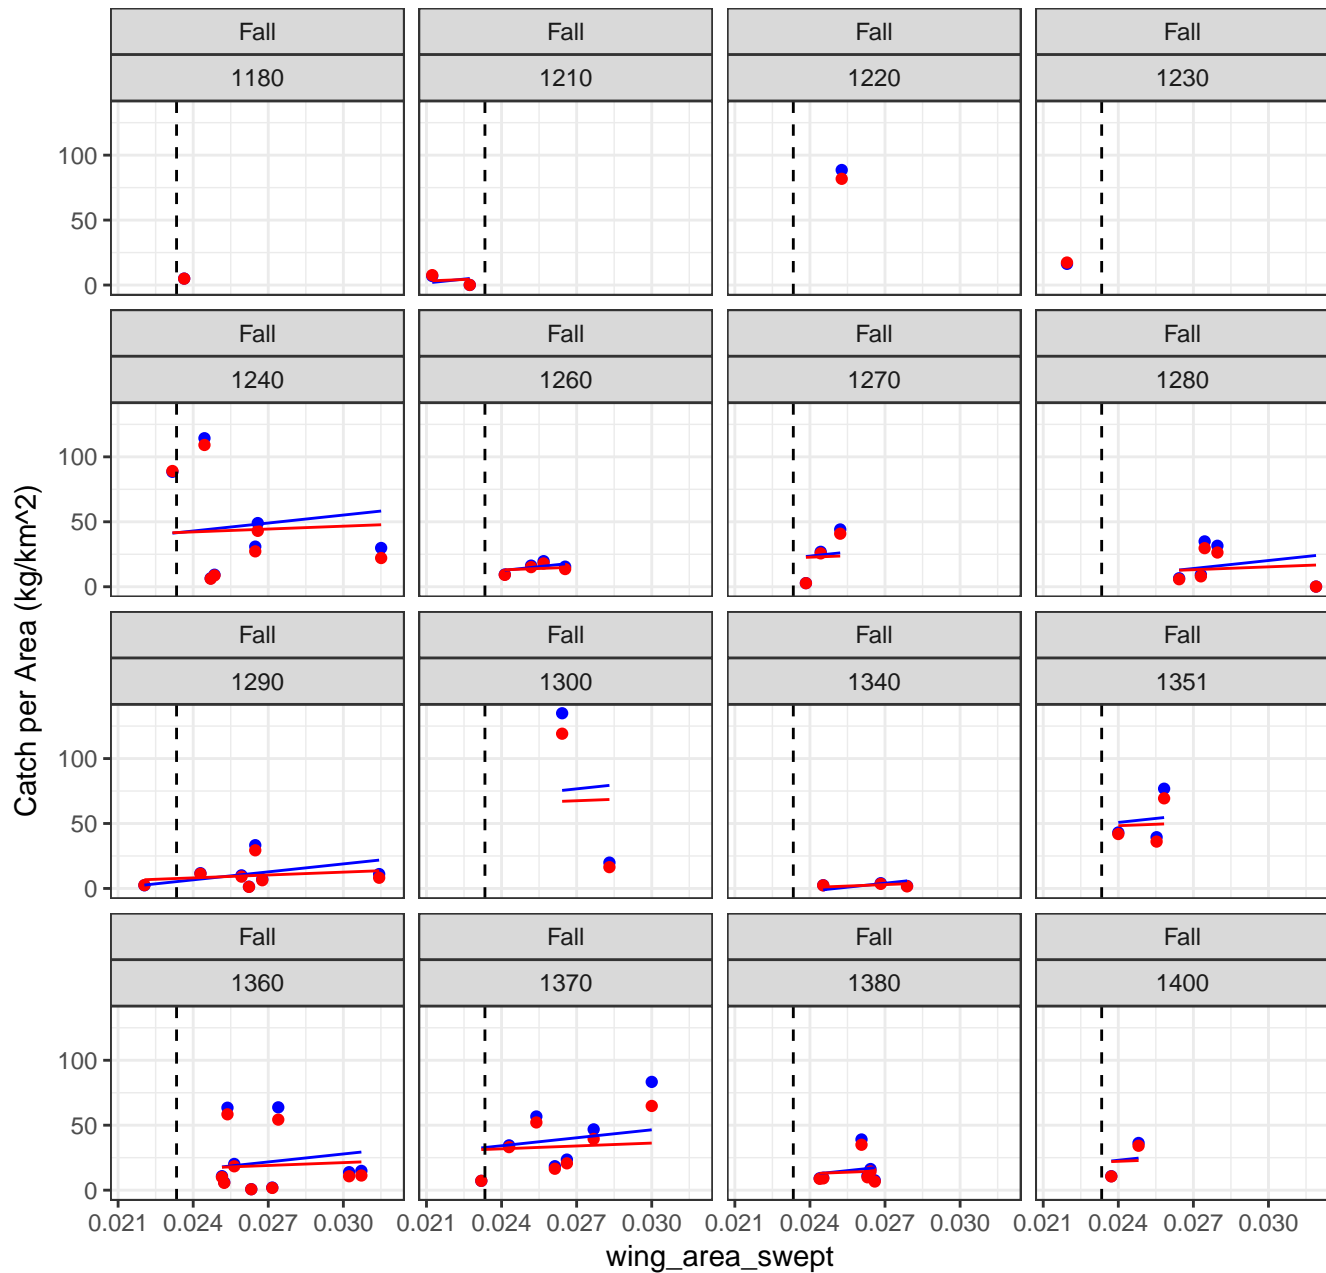 Fall Fall Fall Fall
1180 1210 1220 1230
100
50
0
Fall Fall Fall Fall
1240 1260 1270 1280
100
50
0
Fall Fall Fall Fall
1290 1300 1340 1351
100
50
0
Fall Fall Fall Fall
1360 1370 1380 1400
100
50
0
0.021 0.024 0.027 0.030 0.021 0.024 0.027 0.030 0.021 0.024 0.027 0.030 0.021 0.024 0.027 0.030
wing_area_swept
Catch per Area (kg/km^2)